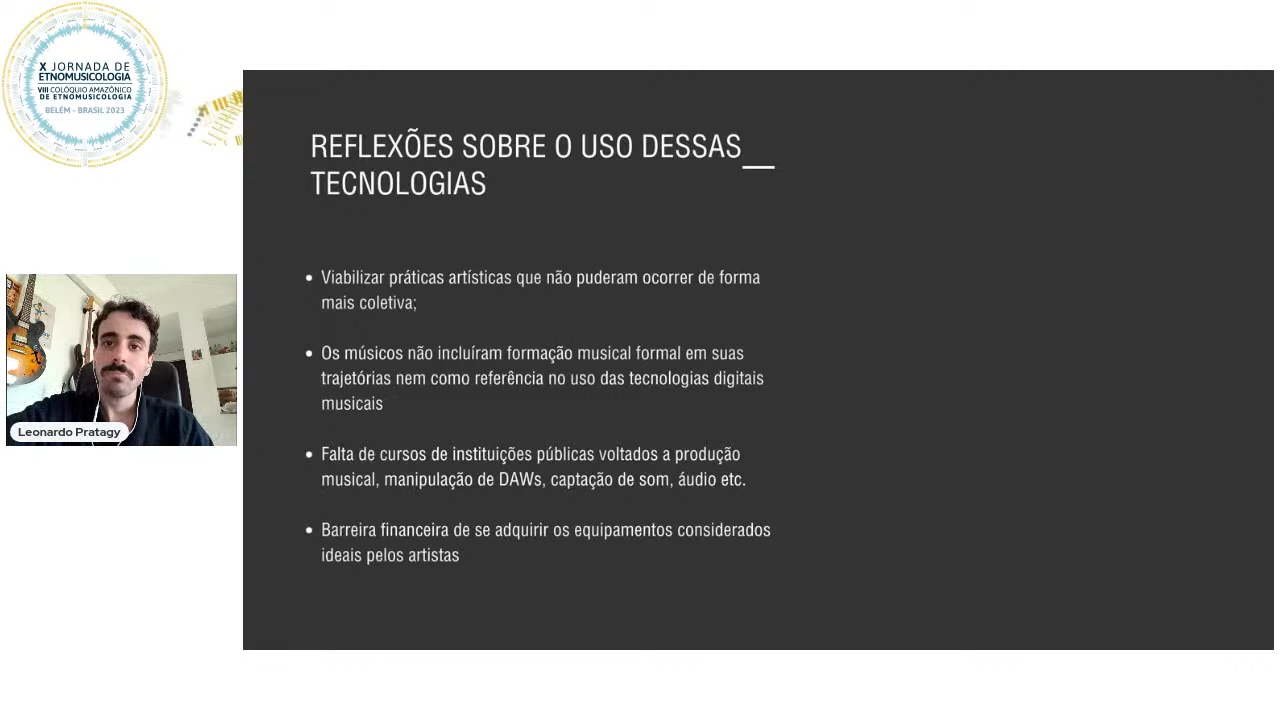 X JORNADA DE
ETNOMUSICOLOGIA
VIII COLÓQUIO AMAZÔNICO
DE ETNOMUSICOLOGIA
BELÉM - BRASIL 2023
REFLEXÕES SOBRE O USO DESSAS
TECNOLOGIAS
• Viabilizar práticas artísticas que não puderam ocorrer de forma
mais coletiva;
• Os músicos não incluíram formação musical formal em suas
trajetórias nem como referência no uso das tecnologias digitais
musicais
• Falta de cursos de instituições públicas voltados a produção
musical, manipulação de DAWs, captação de som, áudio etc.
• Barreira financeira de se adquirir os equipamentos considerados
ideais pelos artistas
Leonardo Pratagy